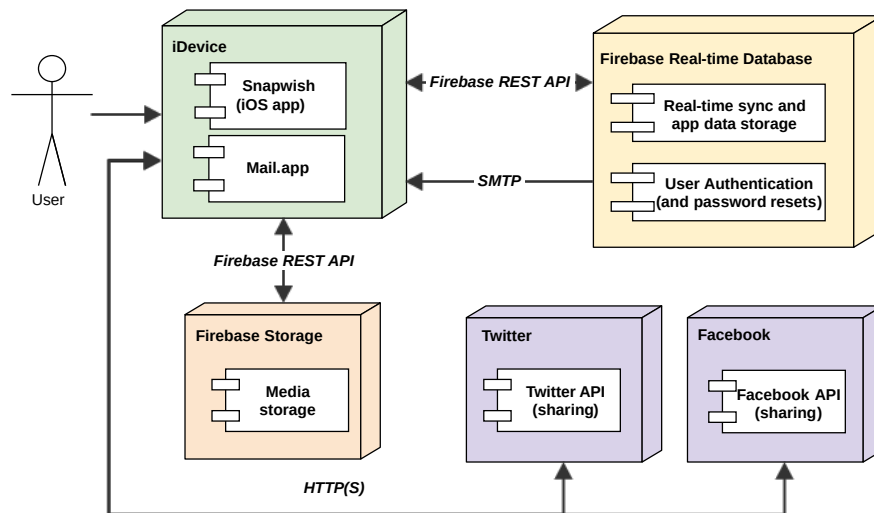 iDevice
Snapwish
(iOS app)
Mail.app
User
Firebase REST API
SMTP
Firebase Real-time Database
Real-time sync and
app data storage
User Authentication
(and password resets)
Firebase REST API
Firebase Storage
Media
storage
Twitter
Twitter API
(sharing)
Facebook
Facebook API
(sharing)
HTTP(S)